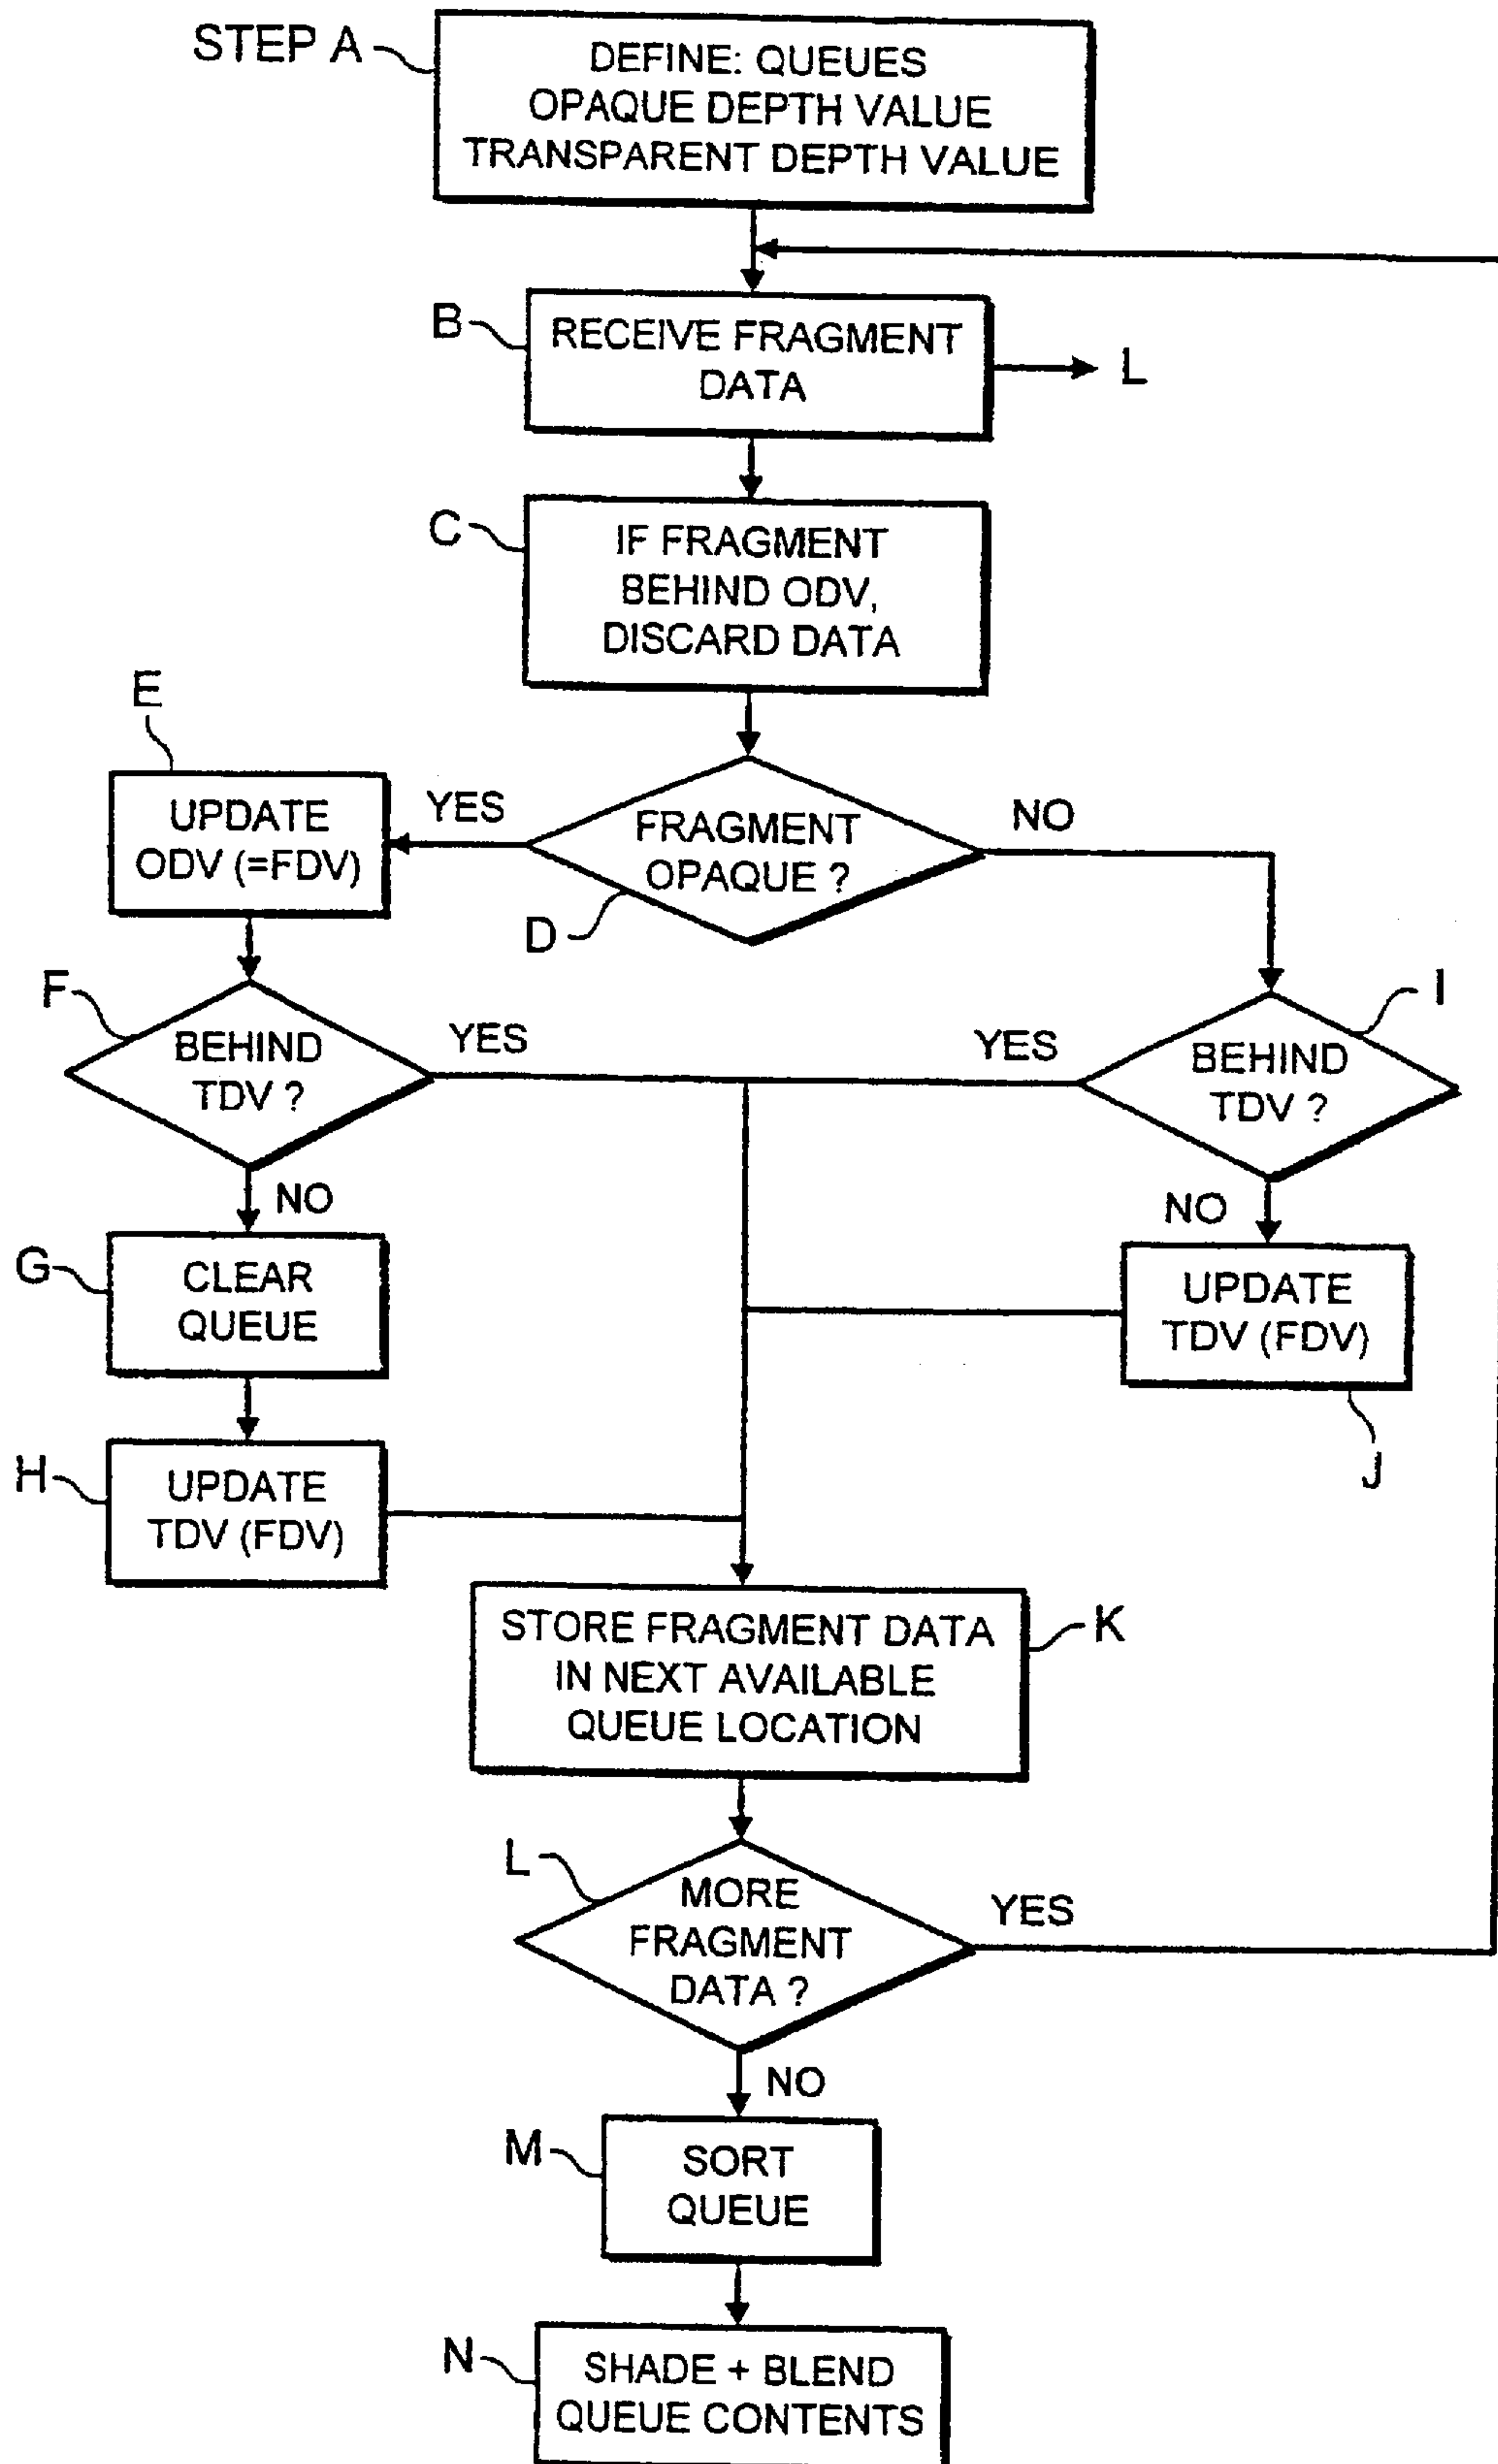 STEP A
DEFINE: QUEUES
OPAQUE DEPTH VALUE
TRANSPARENT DEPTH VALUE
B
RECEIVE FRAGMENT
DATA
L
C
IF FRAGMENT
BEHIND ODV,
DISCARD DATA
E
UPDATE
ODV (=FDV)
YES
FRAGMENT
OPAQUE ?
NO
D
F
BEHIND
TDV ?
YES
YES
BEHIND
TDV ?
I
NO
NO
G
CLEAR
QUEUE
UPDATE
TDV (FDV)
J
H
UPDATE
TDV (FDV)
STORE FRAGMENT DATA
IN NEXT AVAILABLE
QUEUE LOCATION
K
L
MORE
FRAGMENT
DATA ?
YES
NO
M
SORT
QUEUE
N
SHADE + BLEND
QUEUE CONTENTS